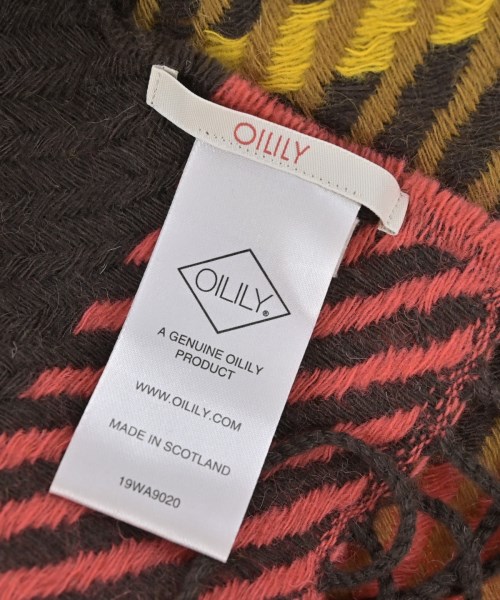 OILILY
OILILY®
A GENUINE OILILY
PRODUCT
WWW.OILILY.COM
MADE IN SCOTLAND
19WA9020